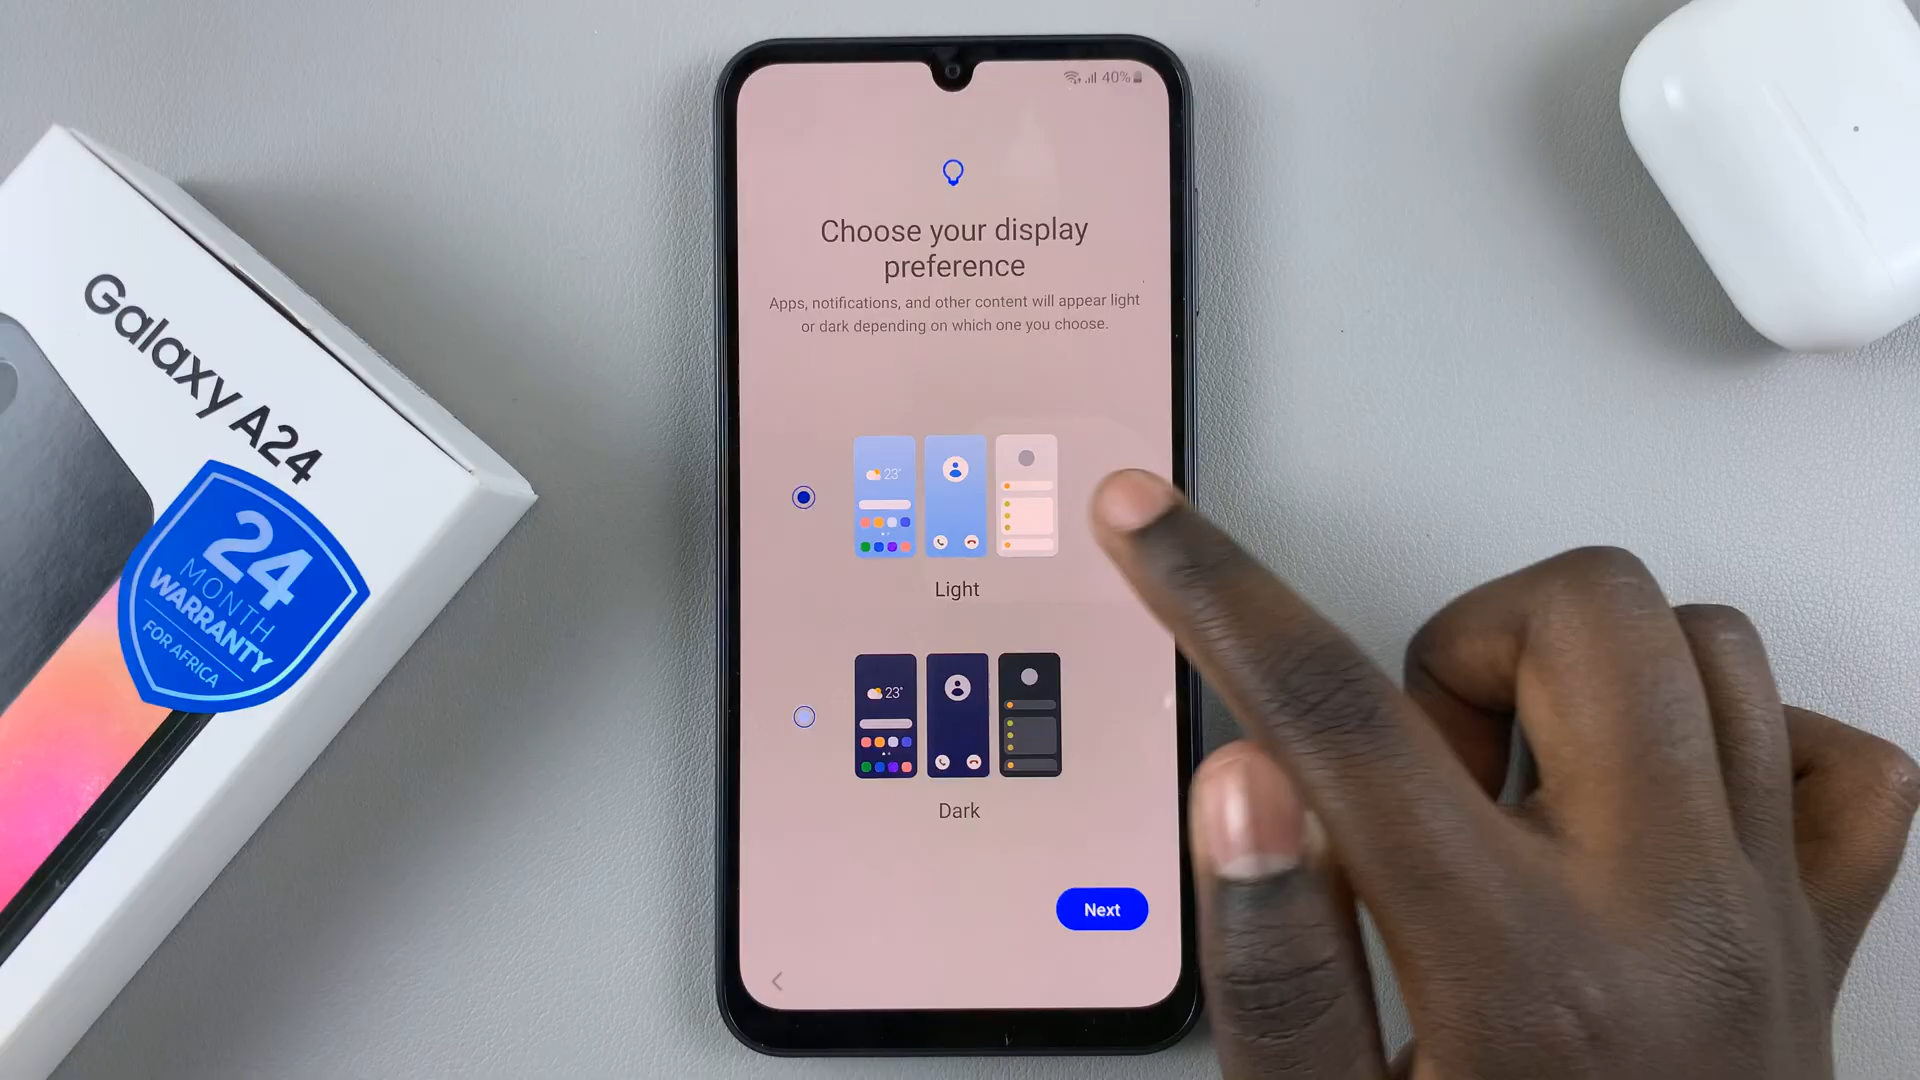 40%
Choose your display
preference
Apps, notifications, and other content will appear light
or dark depending on which one you choose.
23°
Light
23°
Dark
Next
Galaxy A24
24
MONTH
WARRANTY
FOR AFRICA